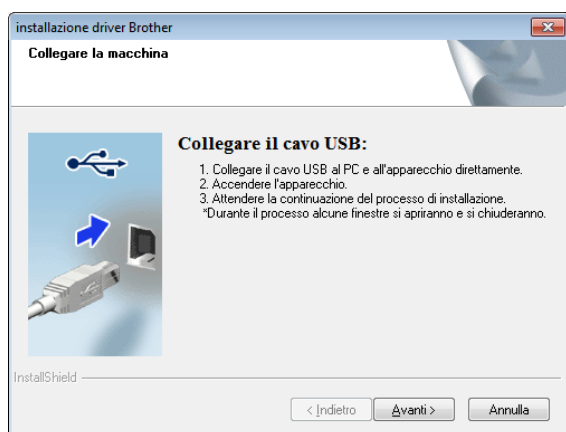 installazione driver Brother
Collegare la macchina
Collegare il cavo USB:
1. Collegare il cavo USB al PC e all'apparecchio direttamente.
2. Accendere l'apparecchio.
3. Attendere la continuazione del processo di installazione.
*Durante il processo alcune finestre si apriranno e si chiuderanno.
InstallShield
< Indietro
Avanti >
Annulla